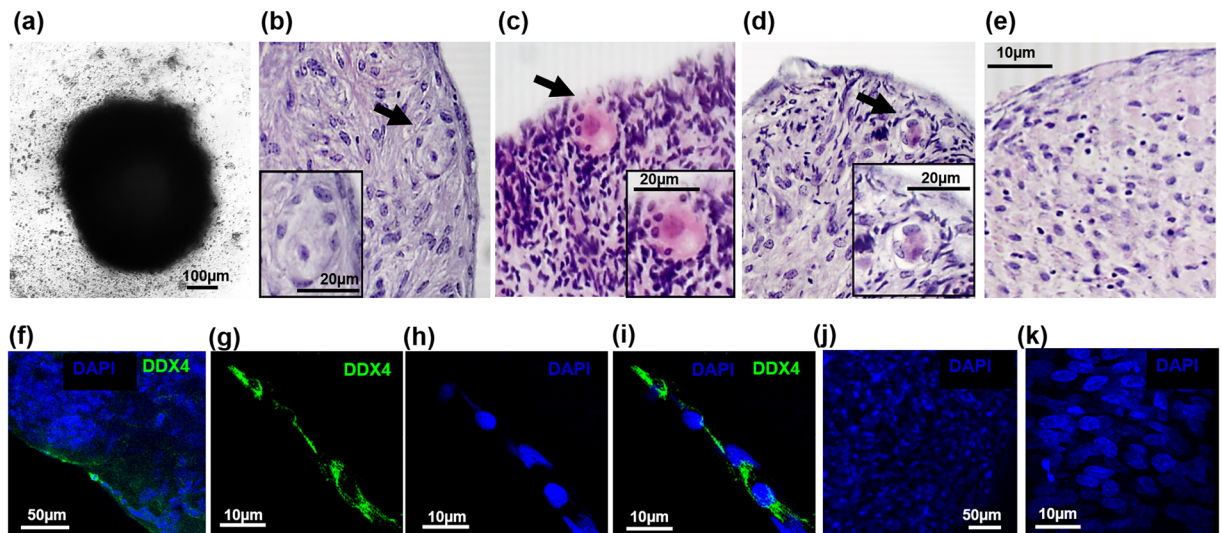 (a)
(b)
(c)
(d)
(e)
100μm
20μm
20μm
20μm
10μm
(f)
(g)
(h)
(i)
(j)
(k)
DAPI DDX4
DDX4
DAPI
DAPI DDX4
DAPI
DAPI
50μm
10μm
10μm
10μm
50μm
10μm